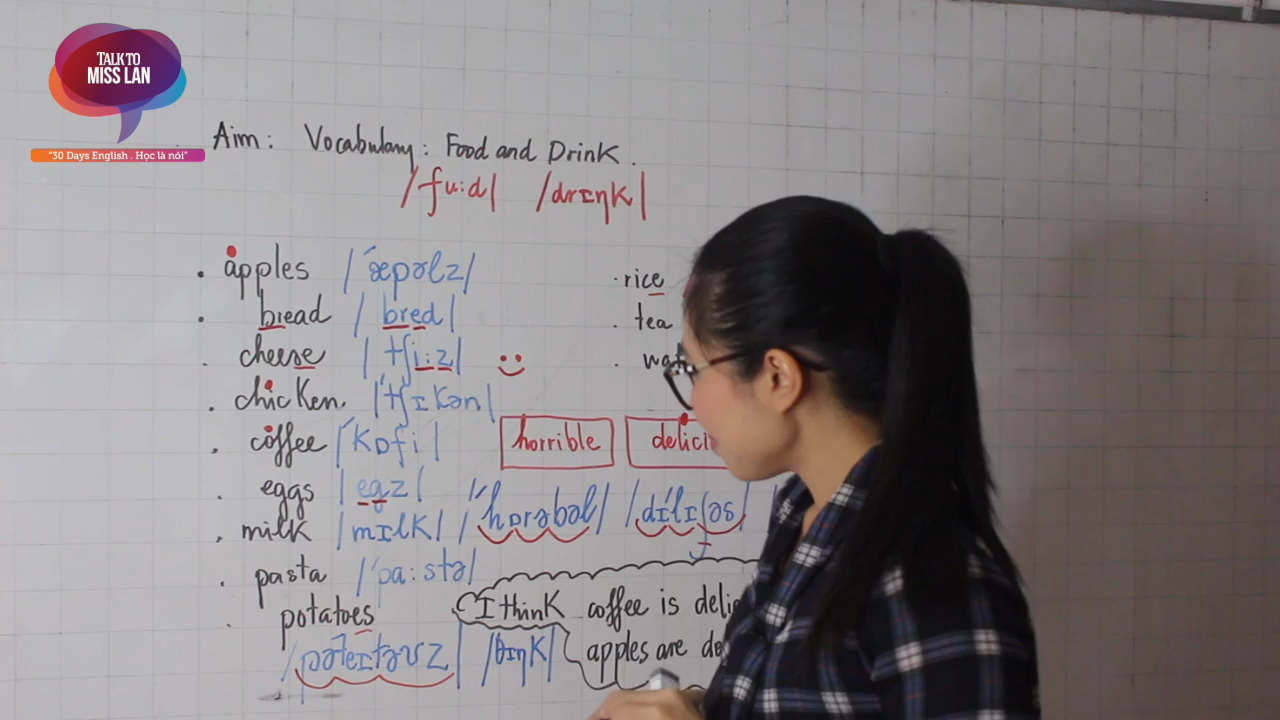 TALK TO
MISS LAN
"30 Days English . Học là nói"
Aim: Vocabulary: Food and Drink.
/fu:d/ /drɪŋk/
. apples /ˈæpəlz/
. bread /bred/
. cheese /tʃi:z/
. chicken. /ˈtʃɪkən/
. coffee /ˈkɒfi/
. eggs /egz/
. milk /mɪlk/
. pasta /ˈpa:stə/
. potatoes
/pəteɪtəʊz/
. rice
. tea
.
horrible
/ˈhɒrəbəl/ /dɪˈlɪʃəs/
I think coffee is
/θɪŋk/ apples are